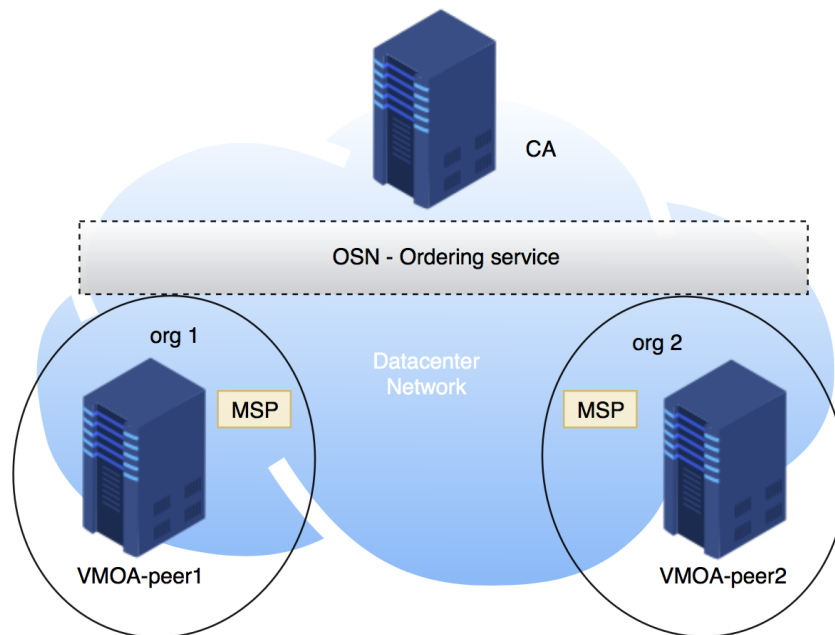 CA
OSN - Ordering service
org 1
org 2
Datacenter
Network
MSP
MSP
VMOA-peer1
VMOA-peer2